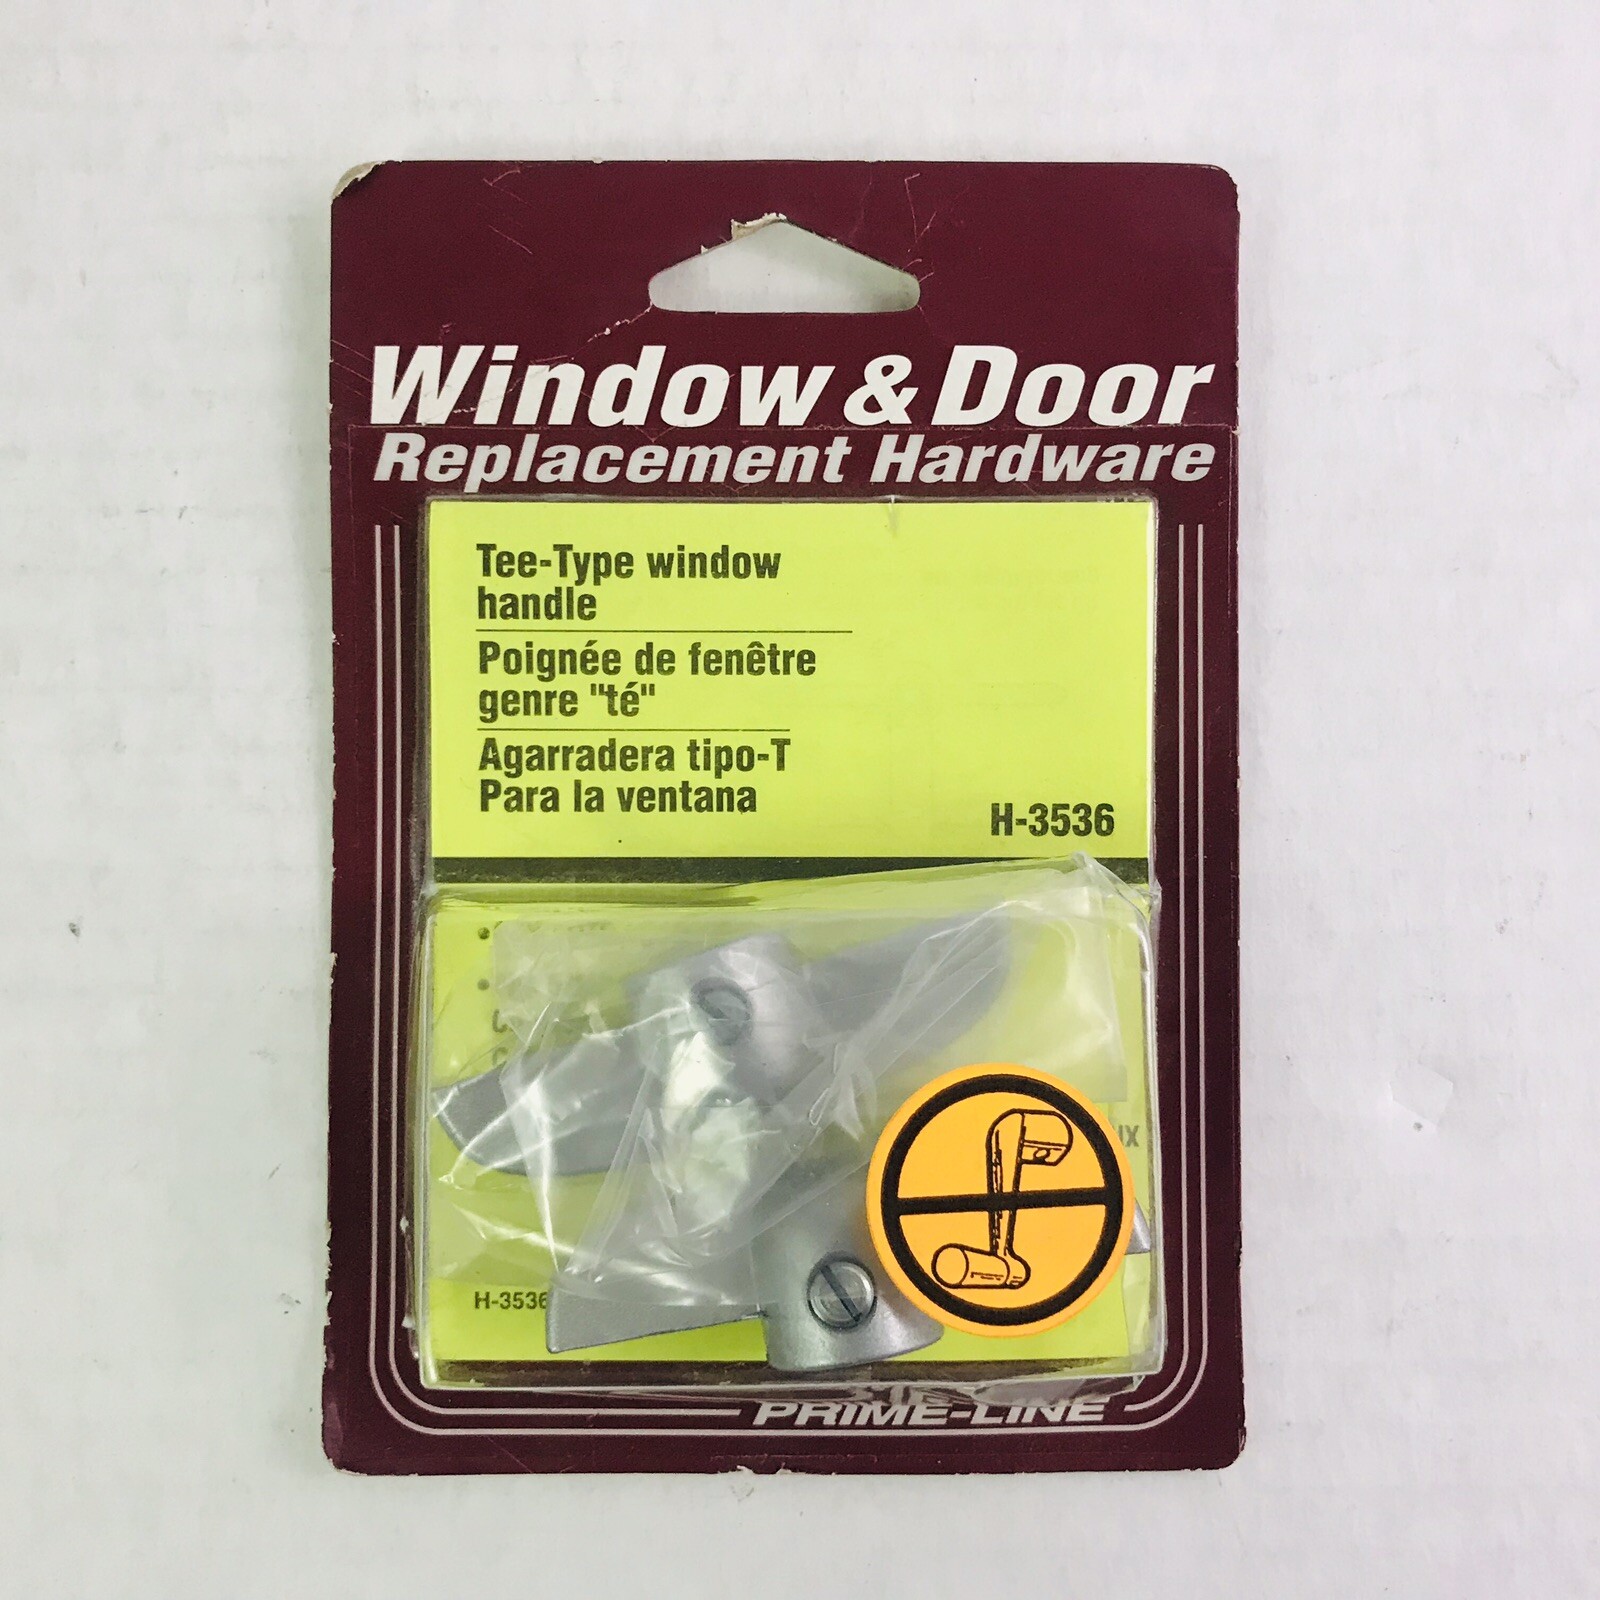 Window & Door
Replacement Hardware
Tee-Type window
handle
Poignée de fenêtre
genre "té"
Agarradera tipo-T
Para la ventana
H-3536
H-3536
PRIME-LINE